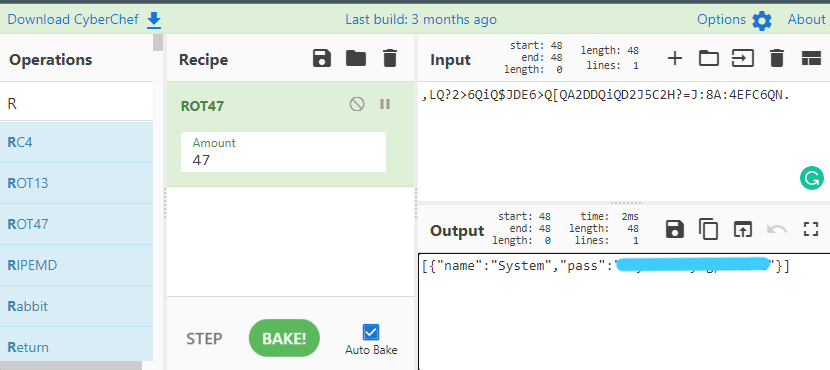 Download CyberChef Last build: 3 months ago Options About
Operations
R
RC4
ROT13
ROT47
RIPEMD
Rabbit
Return
Recipe
ROT47
Amount
47
STEP BAKE! Auto Bake
Input
start: 48 length: 48
end: 48 lines: 1
length: 0
,LQ?2>6QiQ$JDE6>Q[QA2DDQiQD2J5C2H?=J:8A:4EFC6QN.
Output
start: 48 time: 2ms
end: 48 length: 48
length: 0 lines: 1
[{"name":"System","pass":""}]